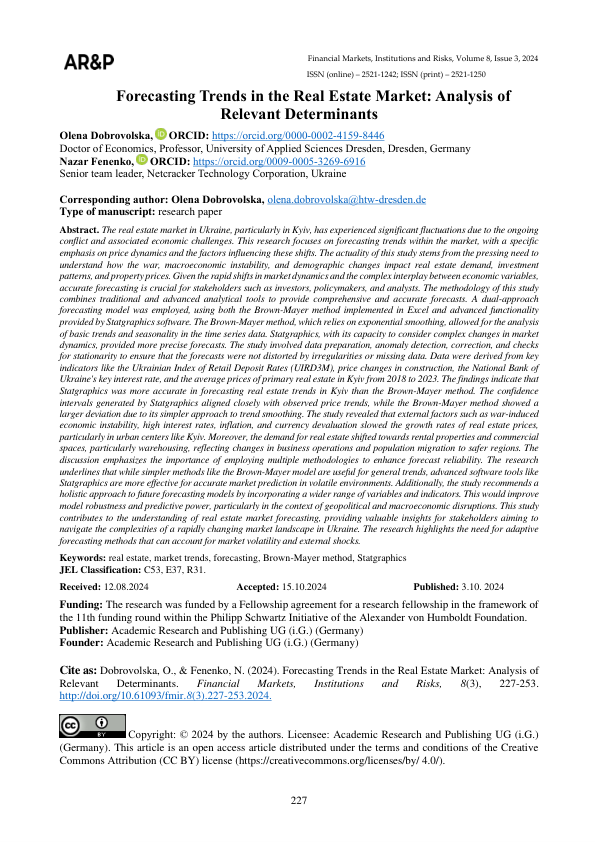 AR&P
Financial Markets, Institutions and Risks, Volume 8, Issue 3, 2024
ISSN (online) – 2521-1242; ISSN (print) – 2521-1250
Forecasting Trends in the Real Estate Market: Analysis of
Relevant Determinants
Olena Dobrovolska, iD ORCID: https://orcid.org/0000-0002-4159-8446
Doctor of Economics, Professor, University of Applied Sciences Dresden, Dresden, Germany
Nazar Fenenko, iD ORCID: https://orcid.org/0009-0005-3269-6916
Senior team leader, Netcracker Technology Corporation, Ukraine
Corresponding author: Olena Dobrovolska, olena.dobrovolska@htw-dresden.de
Type of manuscript: research paper
Abstract. The real estate market in Ukraine, particularly in Kyiv, has experienced significant fluctuations due to the ongoing
conflict and associated economic challenges. This research focuses on forecasting trends within the market, with a specific
emphasis on price dynamics and the factors influencing these shifts. The actuality of this study stems from the pressing need to
understand how the war, macroeconomic instability, and demographic changes impact real estate demand, investment
patterns, and property prices. Given the rapid shifts in market dynamics and the complex interplay between economic variables,
accurate forecasting is crucial for stakeholders such as investors, policymakers, and analysts. The methodology of this study
combines traditional and advanced analytical tools to provide comprehensive and accurate forecasts. A dual-approach
forecasting model was employed, using both the Brown-Mayer method implemented in Excel and advanced functionality
provided by Statgraphics software. The Brown-Mayer method, which relies on exponential smoothing, allowed for the analysis
of basic trends and seasonality in the time series data. Statgraphics, with its capacity to consider complex changes in market
dynamics, provided more precise forecasts. The study involved data preparation, anomaly detection, correction, and checks
for stationarity to ensure that the forecasts were not distorted by irregularities or missing data. Data were derived from key
indicators like the Ukrainian Index of Retail Deposit Rates (UIRD3M), price changes in construction, the National Bank of
Ukraine's key interest rate, and the average prices of primary real estate in Kyiv from 2018 to 2023. The findings indicate that
Statgraphics was more accurate in forecasting real estate trends in Kyiv than the Brown-Mayer method. The confidence
intervals generated by Statgraphics aligned closely with observed price trends, while the Brown-Mayer method showed a
larger deviation due to its simpler approach to trend smoothing. The study revealed that external factors such as war-induced
economic instability, high interest rates, inflation, and currency devaluation slowed the growth rates of real estate prices,
particularly in urban centers like Kyiv. Moreover, the demand for real estate shifted towards rental properties and commercial
spaces, particularly warehousing, reflecting changes in business operations and population migration to safer regions. The
discussion emphasizes the importance of employing multiple methodologies to enhance forecast reliability. The research
underlines that while simpler methods like the Brown-Mayer model are useful for general trends, advanced software tools like
Statgraphics are more effective for accurate market prediction in volatile environments. Additionally, the study recommends a
holistic approach to future forecasting models by incorporating a wider range of variables and indicators. This would improve
model robustness and predictive power, particularly in the context of geopolitical and macroeconomic disruptions. This study
contributes to the understanding of real estate market forecasting, providing valuable insights for stakeholders aiming to
navigate the complexities of a rapidly changing market landscape in Ukraine. The research highlights the need for adaptive
forecasting methods that can account for market volatility and external shocks.
Keywords: real estate, market trends, forecasting, Brown-Mayer method, Statgraphics
JEL Classification: C53, E37, R31.
Received: 12.08.2024 Accepted: 15.10.2024 Published: 3.10. 2024
Funding: The research was funded by a Fellowship agreement for a research fellowship in the framework of
the 11th funding round within the Philipp Schwartz Initiative of the Alexander von Humboldt Foundation.
Publisher: Academic Research and Publishing UG (i.G.) (Germany)
Founder: Academic Research and Publishing UG (i.G.) (Germany)
Cite as: Dobrovolska, O., & Fenenko, N. (2024). Forecasting Trends in the Real Estate Market: Analysis of
Relevant Determinants. Financial Markets, Institutions and Risks, 8(3), 227-253.
http://doi.org/10.61093/fmir.8(3).227-253.2024.
cc BY Copyright: © 2024 by the authors. Licensee: Academic Research and Publishing UG (i.G.)
(Germany). This article is an open access article distributed under the terms and conditions of the Creative
Commons Attribution (CC BY) license (https://creativecommons.org/licenses/by/ 4.0/).
227